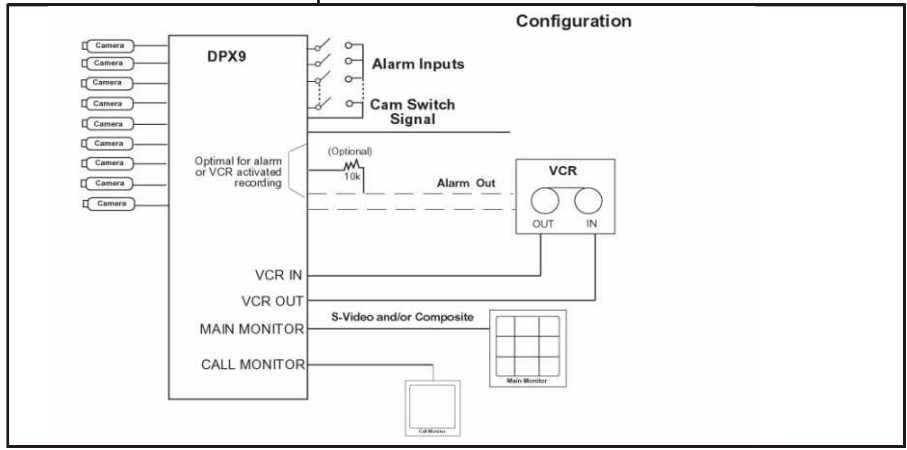 Configuration
Camera
Camera
Camera
Camera
Camera
Camera
Camera
Camera
Camera
DPX9
Alarm Inputs
Cam Switch
Signal
Optimal for alarm
or VCR activated
recording
(Optional)
10k
Alarm Out
VCR
OUT
IN
VCR IN
VCR OUT
MAIN MONITOR
CALL MONITOR
S-Video and/or Composite
Main Monitor
Call Monitor